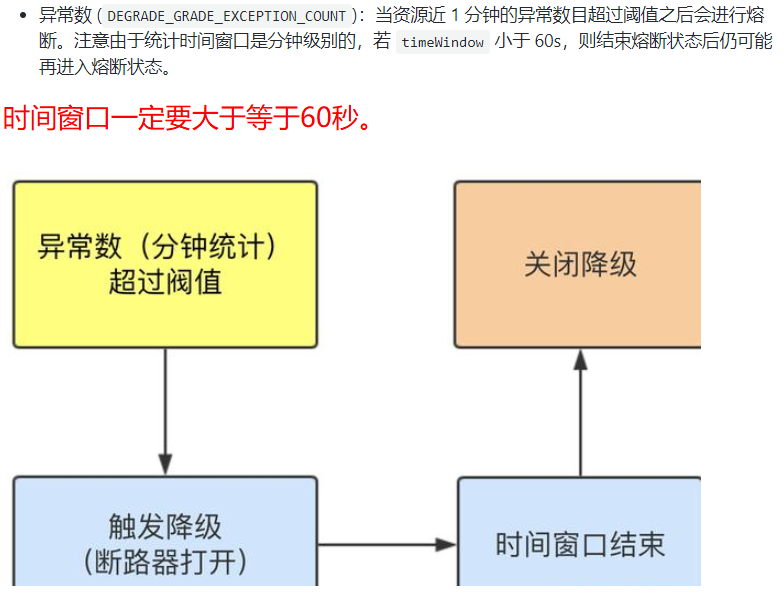 异常数 ( DEGRADE_GRADE_EXCEPTION_COUNT )：当资源近 1 分钟的异常数目超过阈值之后会进行熔
断。注意由于统计时间窗口是分钟级别的，若 timeWindow 小于 60s，则结束熔断状态后仍可能
再进入熔断状态。
时间窗口一定要大于等于60秒。
异常数（分钟统计）
超过阀值
关闭降级
触发降级
（断路器打开）
时间窗口结束